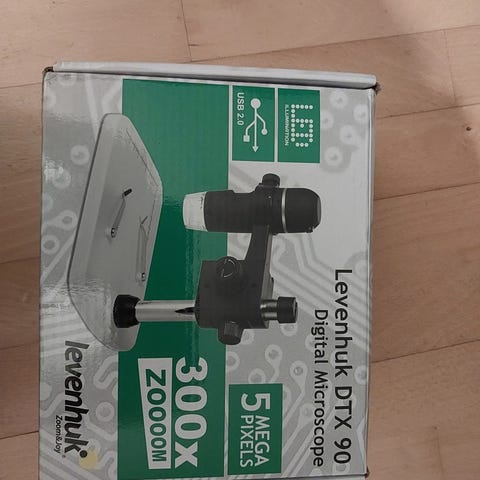 Levenhuk DTX 90
Digital Microscope
LED
ILLUMINATION
USB 2.0
5 MEGA
PIXELS
300x
ZOOOOM
levenhuk®
Zoom&Joy